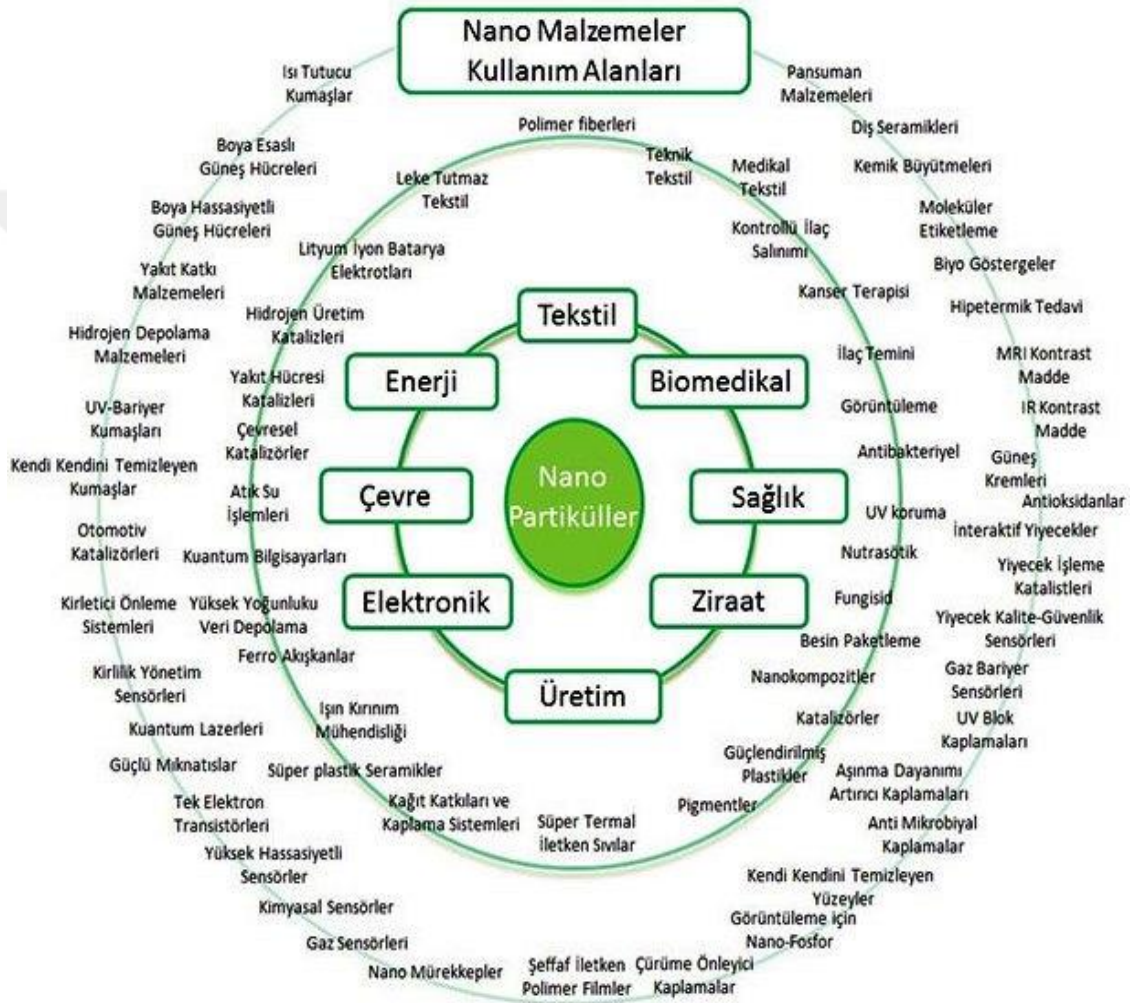 Nano Malzemeler
Kullanım Alanları
Isı Tutucu
Kumaşlar
Pansuman
Malzemeleri
Polimer fiberleri
Diş Seramikleri
Boya Esaslı
Güneş Hücreleri
Teknik
Tekstil
Medikal
Tekstil
Kemik Büyütmeleri
Leke Tutmaz
Tekstil
Boya Hassasiyetli
Güneş Hücreleri
Kontrollü İlaç
Salınımı
Moleküler
Etiketleme
Lityum İyon Batarya
Elektrotları
Biyo Göstergeler
Yakıt Katkı
Malzemeleri
Kanser Terapisi
Hipetermik Tedavi
Hidrojen Üretim
Katalizleri
Tekstil
Hidrojen Depolama
Malzemeleri
İlaç Temini
MRI Kontrast
Madde
Yakıt Hücresi
Katalizleri
Enerji
Biomedikal
Görüntüleme
IR Kontrast
Madde
UV-Bariyer
Kumaşları
Çevresel
Katalizörler
Antibakteriyel
Güneş
Kremleri
Kendi Kendini Temizleyen
Kumaşlar
Nano
Partiküller
Atık Su
İşlemleri
Çevre
Sağlık
Antioksidanlar
UV koruma
İnteraktif Yiyecekler
Otomotiv
Katalizörleri
Kuantum Bilgisayarları
Nutrasötik
Yiyecek İşleme
Katalistleri
Kirletici Önleme
Sistemleri
Yüksek Yoğunluku
Veri Depolama
Elektronik
Ziraat
Fungisid
Yiyecek Kalite-Güvenlik
Sensörleri
Ferro Akışkanlar
Besin Paketleme
Kirlilik Yönetim
Sensörleri
Üretim
Nanokompozitler
Gaz Bariyer
Sensörleri
Işın Kırınım
Mühendisliği
Katalizörler
UV Blok
Kaplamaları
Kuantum Lazerleri
Güçlendirilmiş
Plastikler
Güçlü Mıknatıslar
Süper plastik Seramikler
Aşınma Dayanımı
Artırıcı Kaplamaları
Tek Elektron
Transistörleri
Kağıt Katkıları ve
Kaplama Sistemleri
Süper Termal
İletken Sıvılar
Pigmentler
Anti Mikrobiyal
Kaplamalar
Yüksek Hassasiyetli
Sensörler
Kendi Kendini Temizleyen
Yüzeyler
Kimyasal Sensörler
Görüntüleme için
Nano-Fosfor
Gaz Sensörleri
Nano Mürekkepler
Şeffaf İletken
Polimer Filmler
Çürüme Önleyici
Kaplamalar